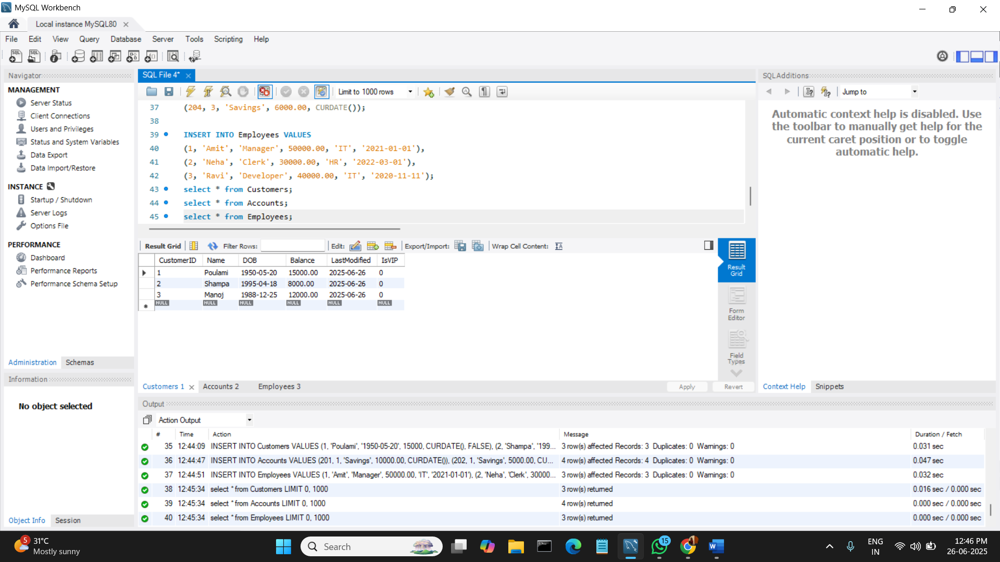 MySQL Workbench
Local instance MySQL80
File Edit View Query Database Server Tools Scripting Help
Navigator
MANAGEMENT
Server Status
Client Connections
Users and Privileges
Status and System Variables
Data Export
Data Import/Restore
INSTANCE
Startup / Shutdown
Server Logs
Options File
PERFORMANCE
Dashboard
Performance Reports
Performance Schema Setup
Administration Schemas
Information
No object selected
Object Info Session
SQL File 4*
Limit to 1000 rows
37 (204, 3, 'Savings', 6000.00, CURDATE());
38
39 INSERT INTO Employees VALUES
40 (1, 'Amit', 'Manager', 50000.00, 'IT', '2021-01-01'),
41 (2, 'Neha', 'Clerk', 30000.00, 'HR', '2022-03-01'),
42 (3, 'Ravi', 'Developer', 40000.00, 'IT', '2020-11-11');
43 select * from Customers;
44 select * from Accounts;
45 select * from Employees;
Result Grid Filter Rows: Edit: Export/Import: Wrap Cell Content:
CustomerID Name DOB Balance LastModified IsVIP
1 Poulami 1950-05-20 15000.00 2025-06-26 0
2 Shampa 1995-04-18 8000.00 2025-06-26 0
3 Manoj 1988-12-25 12000.00 2025-06-26 0
NULL NULL NULL NULL NULL NULL
Result
Grid
Form
Editor
Field
Types
Customers 1 Accounts 2 Employees 3 Apply Revert
SQLAdditions
Jump to
Automatic context help is disabled. Use
the toolbar to manually get help for the
current caret position or to toggle
automatic help.
Context Help Snippets
Output
Action Output
# Time Action Message Duration / Fetch
35 12:44:09 INSERT INTO Customers VALUES (1, 'Poulami', '1950-05-20', 15000, CURDATE(), FALSE), (2, 'Shampa', '199... 3 row(s) affected Records: 3 Duplicates: 0 Warnings: 0 0.031 sec
36 12:44:47 INSERT INTO Accounts VALUES (201, 1, 'Savings', 10000.00, CURDATE()), (202, 1, 'Savings', 5000.00, CU... 4 row(s) affected Records: 4 Duplicates: 0 Warnings: 0 0.047 sec
37 12:44:51 INSERT INTO Employees VALUES (1, 'Amit', 'Manager', 50000.00, 'IT', '2021-01-01'), (2, 'Neha', 'Clerk', 30000... 3 row(s) affected Records: 3 Duplicates: 0 Warnings: 0 0.032 sec
38 12:45:34 select * from Customers LIMIT 0, 1000 3 row(s) returned 0.016 sec / 0.000 sec
39 12:45:34 select * from Accounts LIMIT 0, 1000 4 row(s) returned 0.000 sec / 0.000 sec
40 12:45:34 select * from Employees LIMIT 0, 1000 3 row(s) returned 0.000 sec / 0.000 sec
5
31°C
Mostly sunny
Search
15
ENG
IN
12:46 PM
26-06-2025